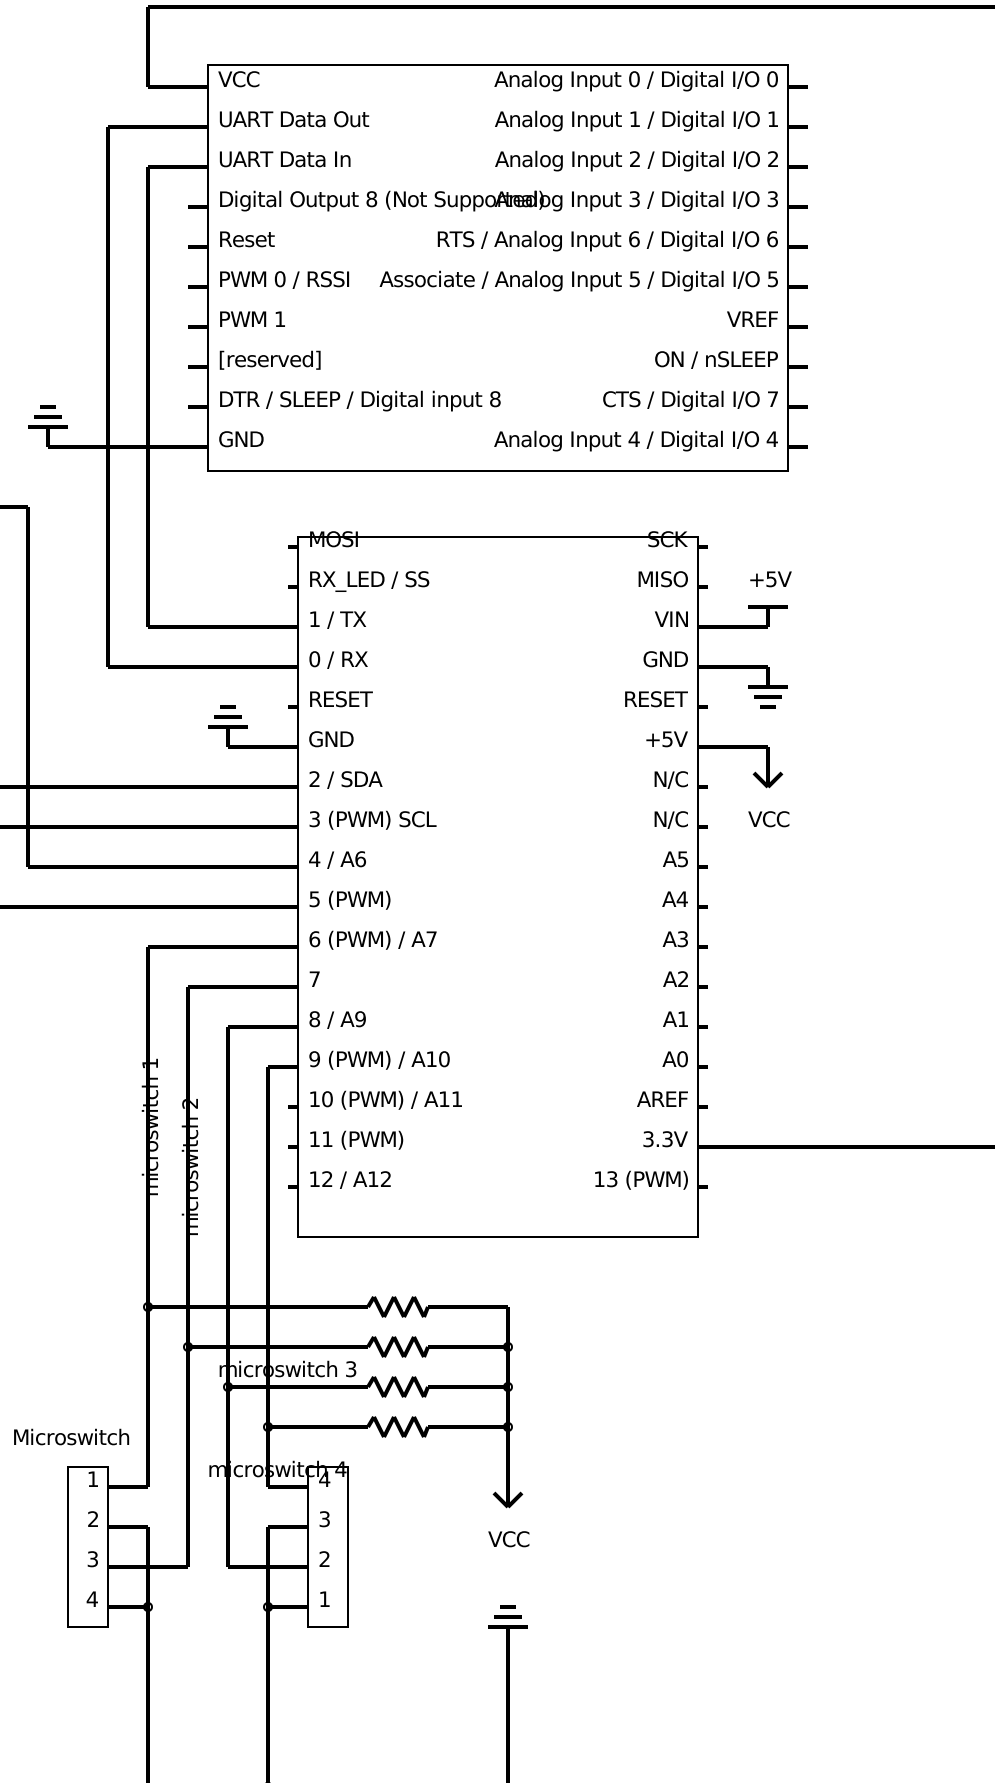 VCC
Analog Input 0 / Digital I/O 0
UART Data Out
Analog Input 1 / Digital I/O 1
UART Data In
Analog Input 2 / Digital I/O 2
Digital Output 8 (Not Supported)
Analog Input 3 / Digital I/O 3
Reset
RTS / Analog Input 6 / Digital I/O 6
PWM 0 / RSSI
Associate / Analog Input 5 / Digital I/O 5
PWM 1
VREF
[reserved]
ON / nSLEEP
DTR / SLEEP / Digital input 8
CTS / Digital I/O 7
GND
Analog Input 4 / Digital I/O 4
MOSI
SCK
RX_LED / SS
MISO
+5V
1 / TX
VIN
0 / RX
GND
RESET
RESET
GND
+5V
2 / SDA
N/C
3 (PWM) SCL
N/C
VCC
4 / A6
A5
5 (PWM)
A4
6 (PWM) / A7
A3
7
A2
8 / A9
A1
9 (PWM) / A10
A0
10 (PWM) / A11
AREF
11 (PWM)
3.3V
12 / A12
13 (PWM)
microswitch 1
microswitch 2
microswitch 3
Microswitch
microswitch 4
1
4
2
3
VCC
3
2
4
1